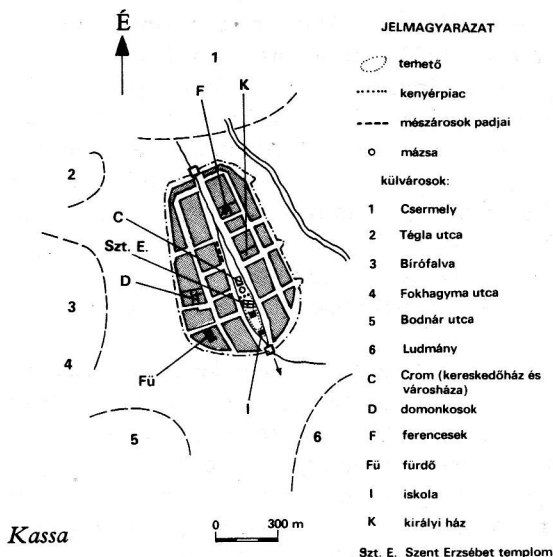 É
1
F
K
2
C
Szt. E.
D
3
4
Fü
I
5
6
Kassa
0 300 m
JELMAGYARÁZAT
terhető
kenyérpiac
mészárosok padjai
mázsa
külvárosok:
1 Csermely
2 Tégla utca
3 Bírófalva
4 Fokhagyma utca
5 Bodnár utca
6 Ludmány
C Crom (kereskedőház és
városháza)
D domonkosok
F ferencesek
Fü fürdő
I iskola
K királyi ház
Szt. E. Szent Erzsébet templom